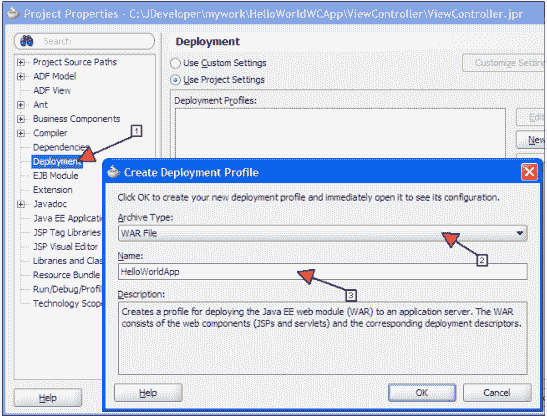 Project Properties - C:\JDeveloper\mywork\HelloWorldWCApp\ViewController\ViewController.jpr
Search
Project Source Paths
ADF Model
ADF View
Ant
Business Components
Compiler
Dependencies
Deployment
EJB Module
Extension
Javadoc
Java EE Applicatio
JSP Tag Libraries
JSP Visual Editor
Libraries and Clas
Resource Bundle
Run/Debug/Profil
Technology Scope
Help
Deployment
Use Custom Settings
Customize Setting
Use Project Settings
Deployment Profiles:
Edit
New
1
Create Deployment Profile
Click OK to create your new deployment profile and immediately open it to see its configuration.
Archive Type:
WAR File
2
Name:
HelloWorldApp
3
Description:
Creates a profile for deploying the Java EE web module (WAR) to an application server. The WAR
consists of the web components (JSPs and servlets) and the corresponding deployment descriptors.
Help
OK
Cancel